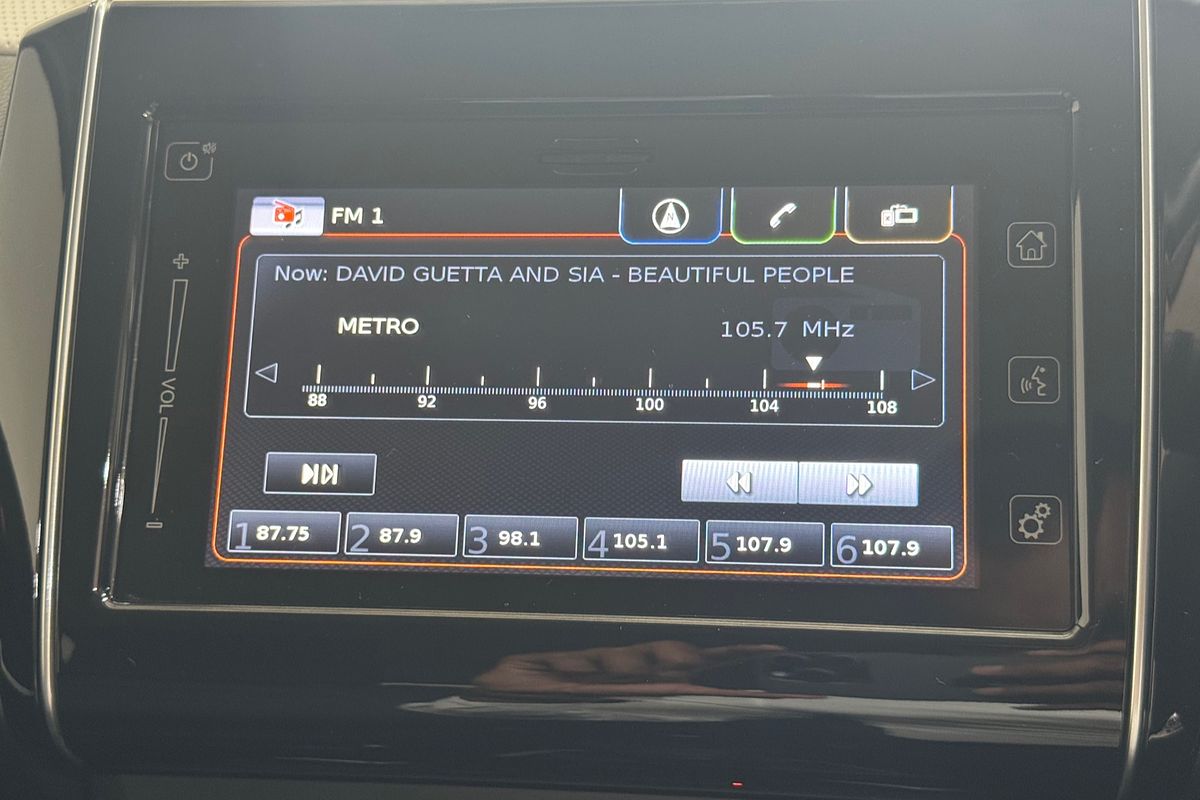 FM 1
Now: DAVID GUETTA AND SIA - BEAUTIFUL PEOPLE
METRO 105.7 MHz
88 92 96 100 104 108
VOL
1 87.75 2 87.9 3 98.1 4 105.1 5 107.9 6 107.9